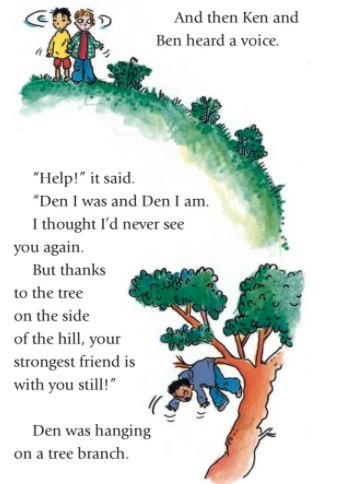 And then Ken and
Ben heard a voice.
“Help!” it said.
“Den I was and Den I am.
I thought I’d never see
you again.
But thanks
to the tree
on the side
of the hill, your
strongest friend is
with you still!”
Den was hanging
on a tree branch.